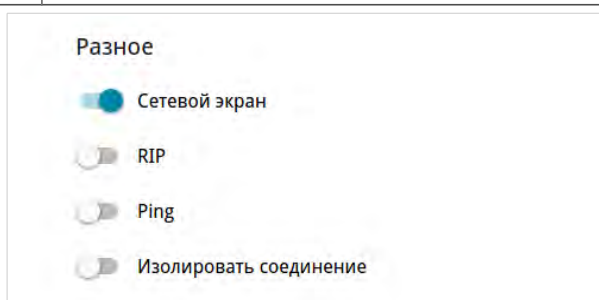 Разное
Сетевой экран
RIP
Ping
Изолировать соединение